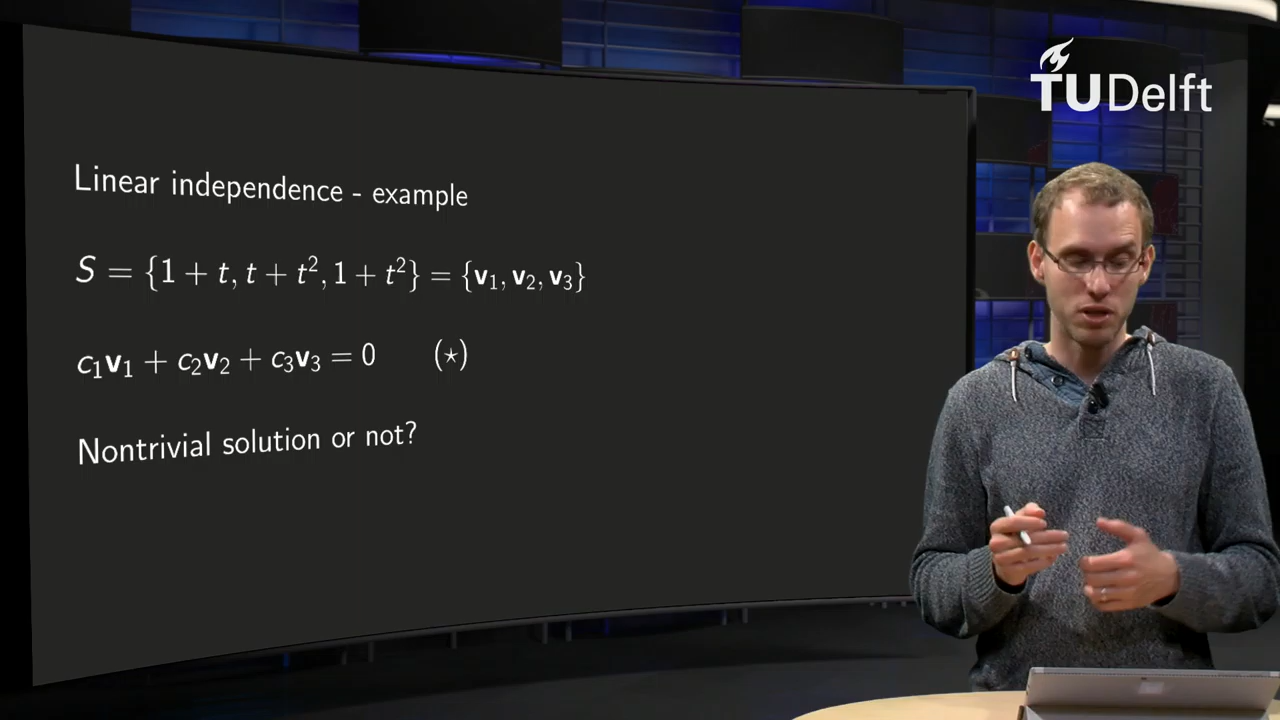 TUDelft
Linear independence - example
S = {1 + t, t + t², 1 + t²} = {v₁, v₂, v₃}
c₁v₁ + c₂v₂ + c₃v₃ = 0 (⋆)
Nontrivial solution or not?